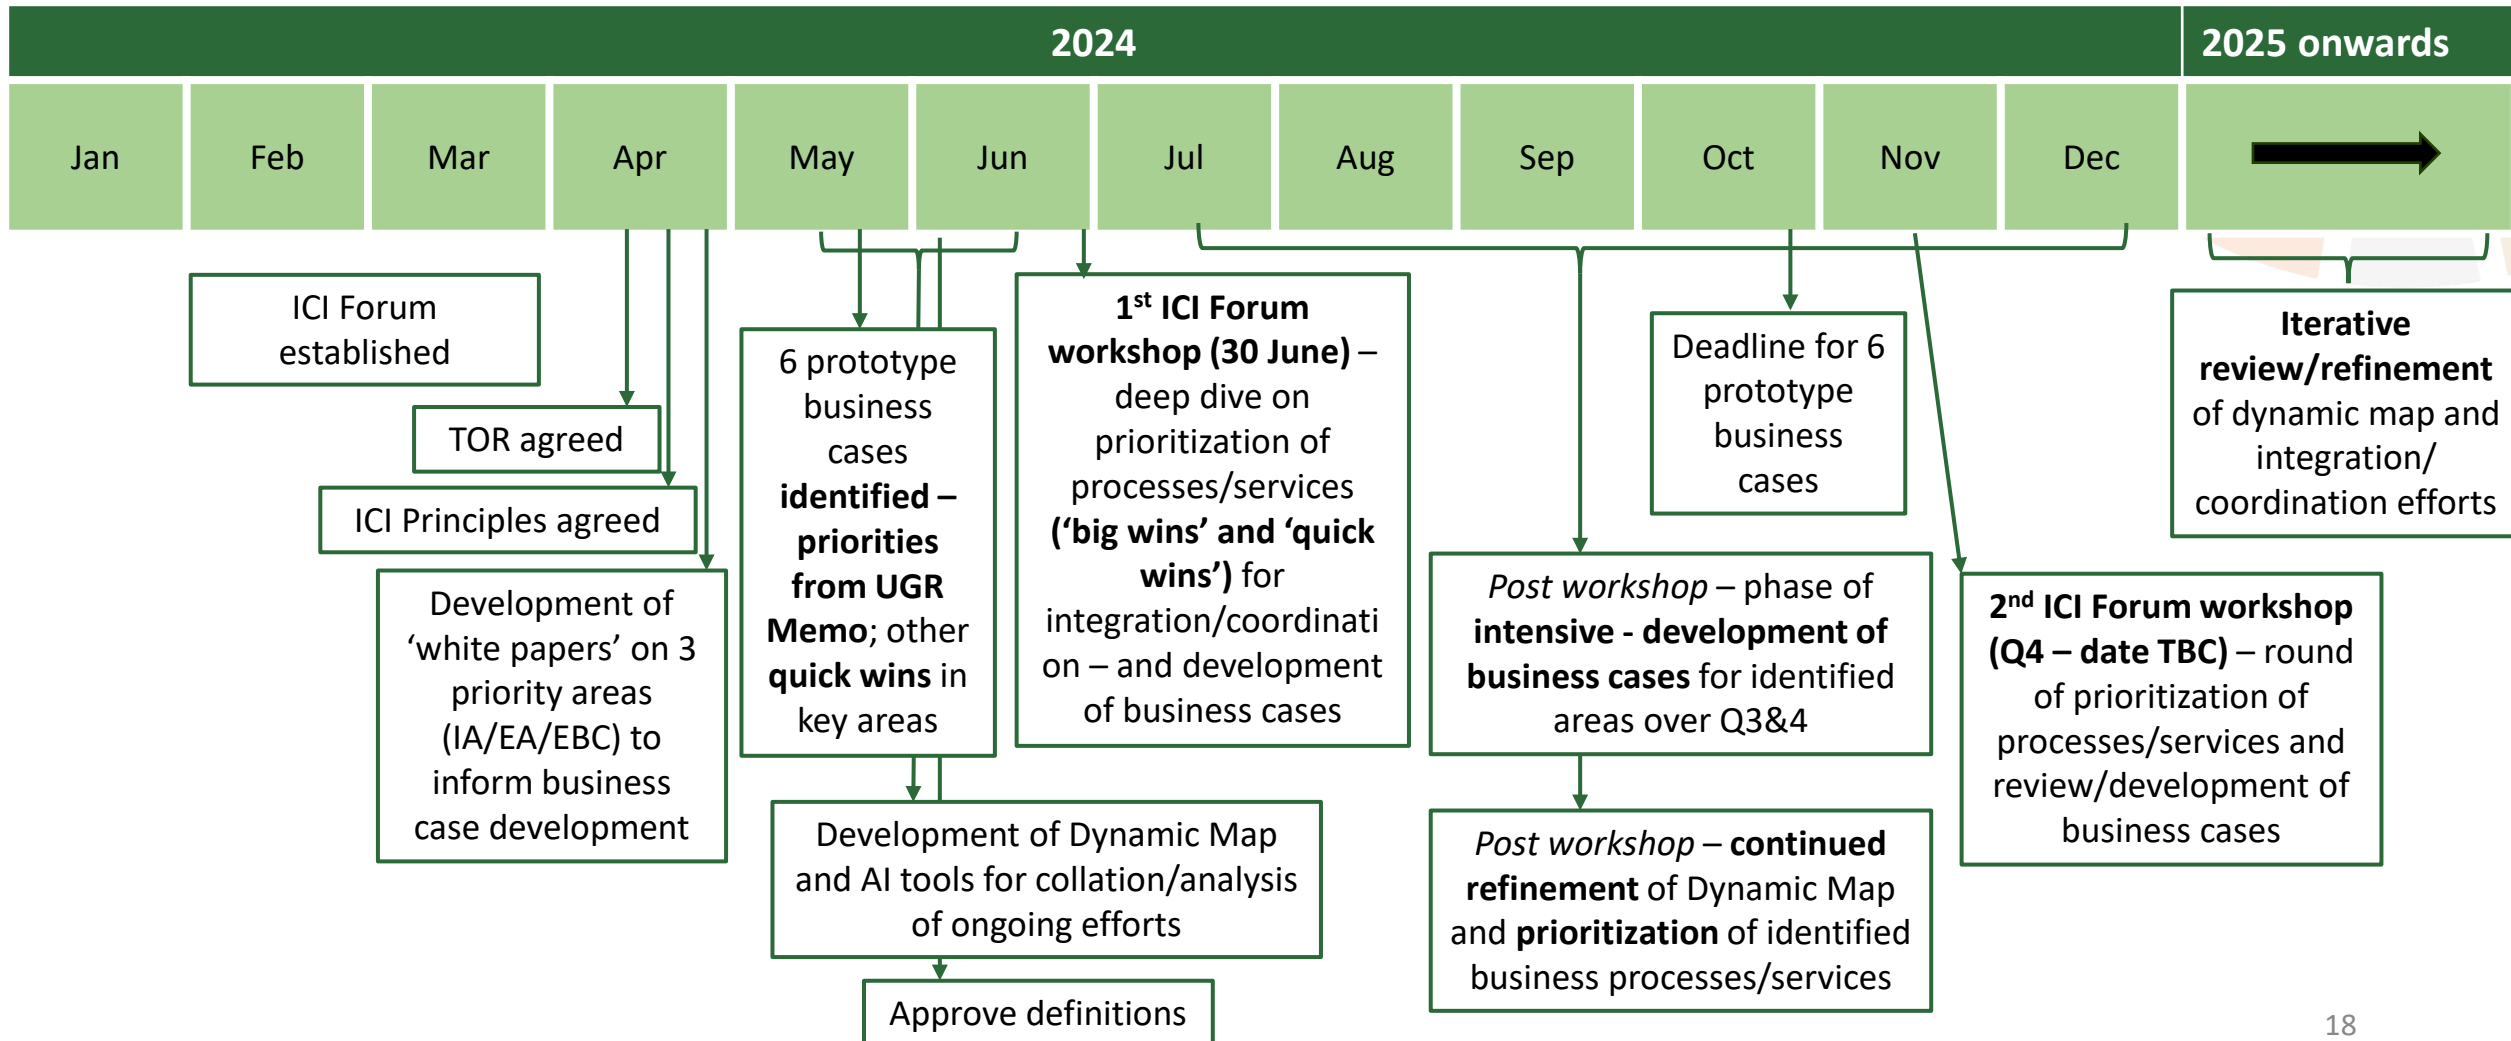 2024
2025 onwards
Jan
Feb
Mar
Apr
May
Jun
Jul
Aug
Sep
Oct
Nov
Dec
ICI Forum
established
TOR agreed
ICI Principles agreed
Development of
‘white papers’ on 3
priority areas
(IA/EA/EBC) to
inform business
case development
6 prototype
business
cases
identified –
priorities
from UGR
Memo; other
quick wins in
key areas
Development of Dynamic Map
and AI tools for collation/analysis
of ongoing efforts
Approve definitions
1st ICI Forum
workshop (30 June) –
deep dive on
prioritization of
processes/services
(‘big wins’ and ‘quick
wins’) for
integration/coordinati
on – and development
of business cases
Post workshop – phase of
intensive - development of
business cases for identified
areas over Q3&4
Post workshop – continued
refinement of Dynamic Map
and prioritization of identified
business processes/services
Deadline for 6
prototype
business
cases
2nd ICI Forum workshop
(Q4 – date TBC) – round
of prioritization of
processes/services and
review/development of
business cases
Iterative
review/refinement
of dynamic map and
integration/
coordination efforts
18